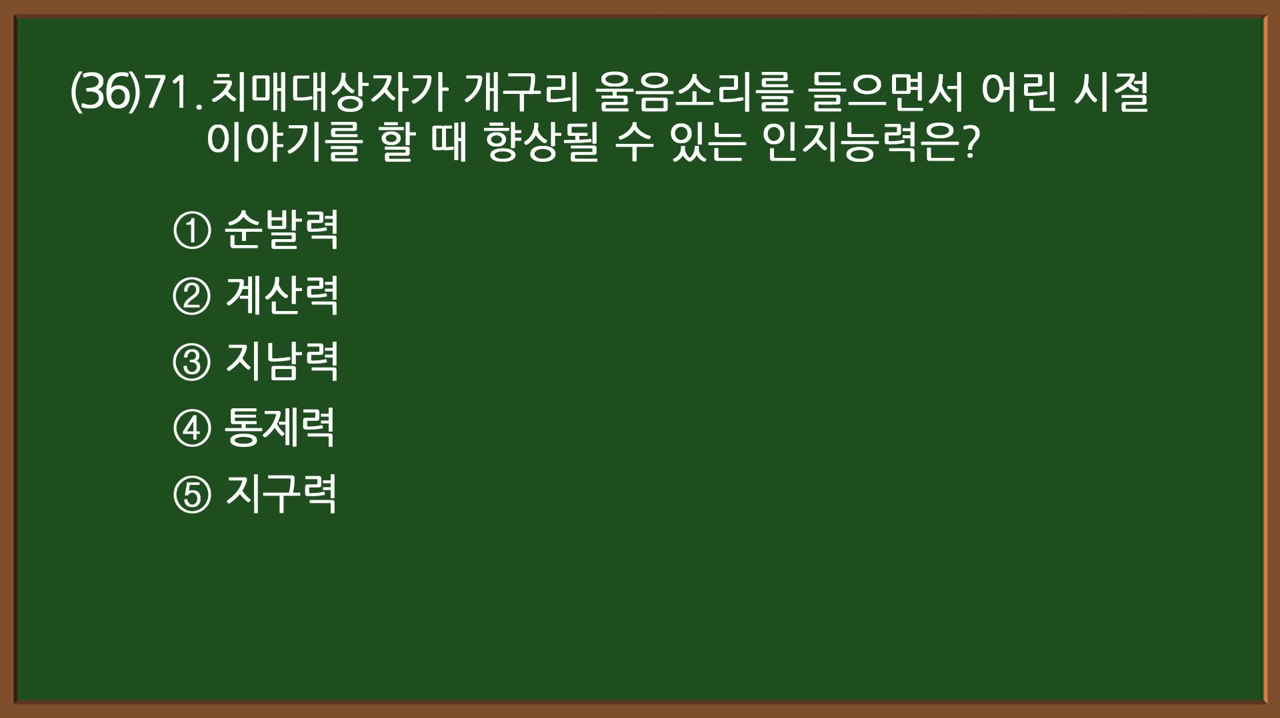 (36)71. 치매대상자가 개구리 울음소리를 들으면서 어린 시절
이야기를 할 때 향상될 수 있는 인지능력은?
① 순발력
② 계산력
③ 지남력
④ 통제력
⑤ 지구력